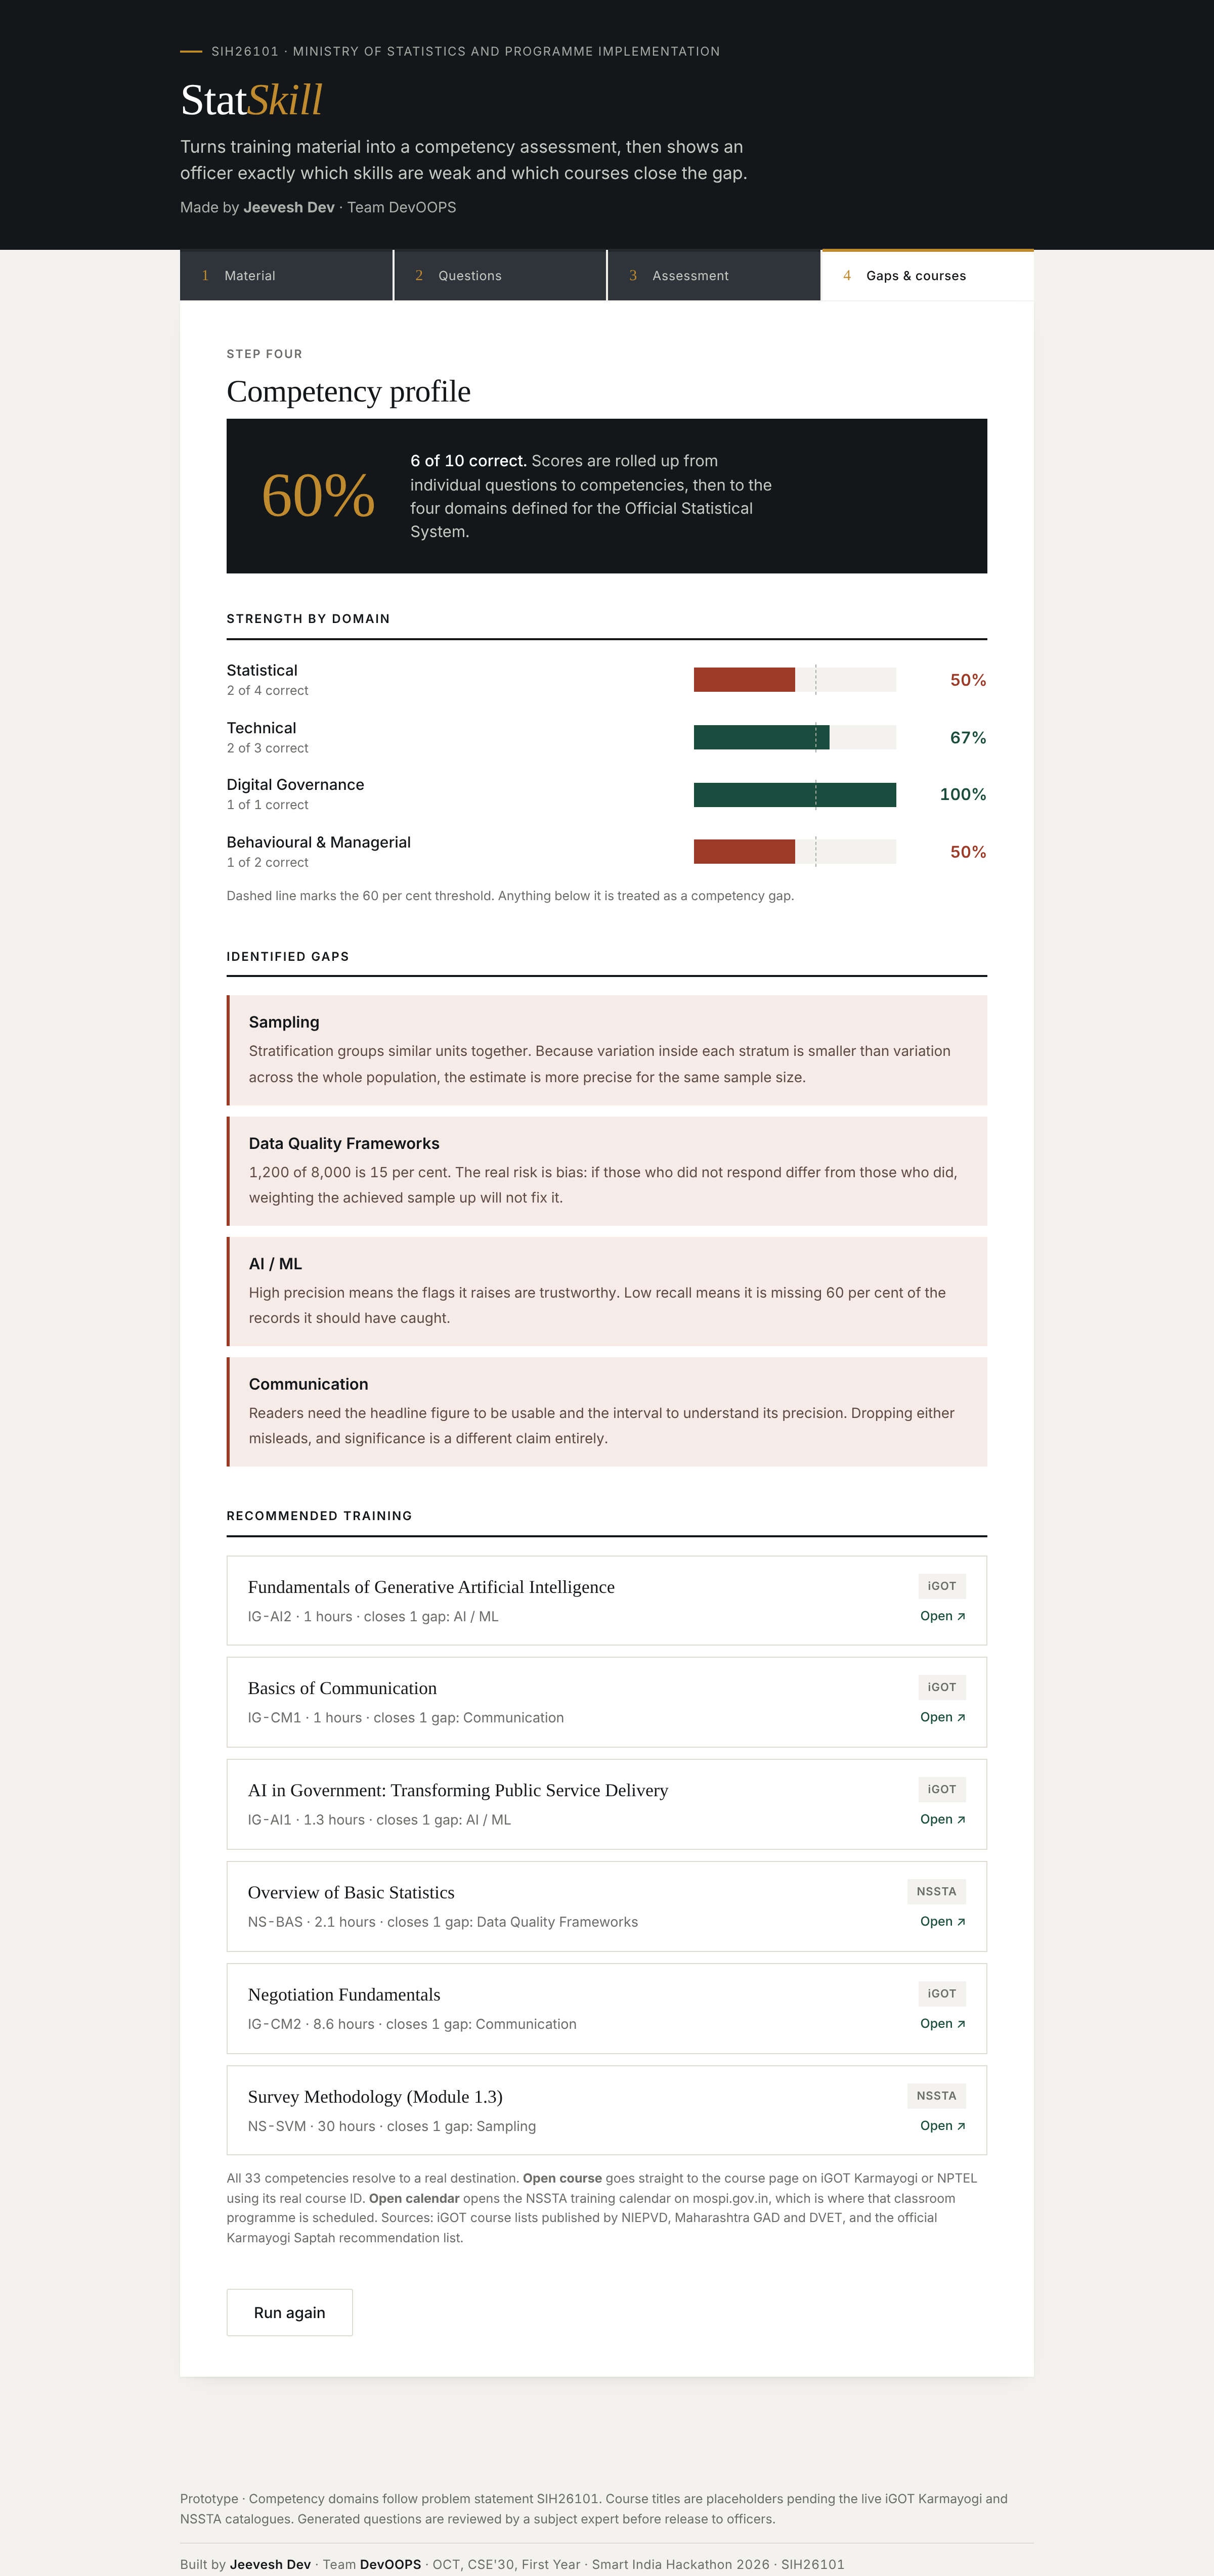 SIH26101 · MINISTRY OF STATISTICS AND PROGRAMME IMPLEMENTATION
StatSkill
Turns training material into a competency assessment, then shows an
officer exactly which skills are weak and which courses close the gap.
Made by Jeevesh Dev · Team DevOOPS
1 Material
2 Questions
3 Assessment
4 Gaps & courses
STEP FOUR
Competency profile
60%
6 of 10 correct. Scores are rolled up from
individual questions to competencies, then to the
four domains defined for the Official Statistical
System.
STRENGTH BY DOMAIN
Statistical
2 of 4 correct
50%
Technical
2 of 3 correct
67%
Digital Governance
1 of 1 correct
100%
Behavioural & Managerial
1 of 2 correct
50%
Dashed line marks the 60 per cent threshold. Anything below it is treated as a competency gap.
IDENTIFIED GAPS
Sampling
Stratification groups similar units together. Because variation inside each stratum is smaller than variation
across the whole population, the estimate is more precise for the same sample size.
Data Quality Frameworks
1,200 of 8,000 is 15 per cent. The real risk is bias: if those who did not respond differ from those who did,
weighting the achieved sample up will not fix it.
AI / ML
High precision means the flags it raises are trustworthy. Low recall means it is missing 60 per cent of the
records it should have caught.
Communication
Readers need the headline figure to be usable and the interval to understand its precision. Dropping either
misleads, and significance is a different claim entirely.
RECOMMENDED TRAINING
Fundamentals of Generative Artificial Intelligence
iGOT
IG-AI2 · 1 hours · closes 1 gap: AI / ML
Open ↗
Basics of Communication
iGOT
IG-CM1 · 1 hours · closes 1 gap: Communication
Open ↗
AI in Government: Transforming Public Service Delivery
iGOT
IG-AI1 · 1.3 hours · closes 1 gap: AI / ML
Open ↗
Overview of Basic Statistics
NSSTA
NS-BAS · 2.1 hours · closes 1 gap: Data Quality Frameworks
Open ↗
Negotiation Fundamentals
iGOT
IG-CM2 · 8.6 hours · closes 1 gap: Communication
Open ↗
Survey Methodology (Module 1.3)
NSSTA
NS-SVM · 30 hours · closes 1 gap: Sampling
Open ↗
All 33 competencies resolve to a real destination. Open course goes straight to the course page on iGOT Karmayogi or NPTEL
using its real course ID. Open calendar opens the NSSTA training calendar on mospi.gov.in, which is where that classroom
programme is scheduled. Sources: iGOT course lists published by NIEPVD, Maharashtra GAD and DVET, and the official
Karmayogi Saptah recommendation list.
Run again
Prototype · Competency domains follow problem statement SIH26101. Course titles are placeholders pending the live iGOT Karmayogi and
NSSTA catalogues. Generated questions are reviewed by a subject expert before release to officers.
Built by Jeevesh Dev · Team DevOOPS · OCT, CSE'30, First Year · Smart India Hackathon 2026 · SIH26101